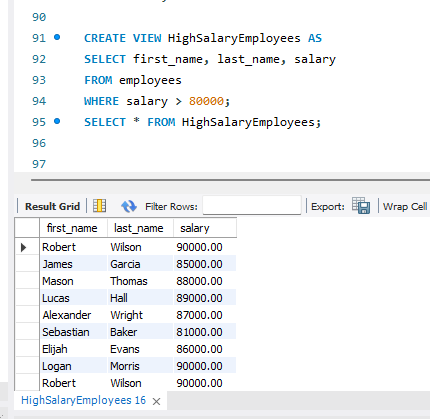 90
91 CREATE VIEW HighSalaryEmployees AS
92 SELECT first_name, last_name, salary
93 FROM employees
94 WHERE salary > 80000;
95 SELECT * FROM HighSalaryEmployees;
96
97
Result Grid Filter Rows: Export: Wrap Cell
first_name last_name salary
Robert Wilson 90000.00
James Garcia 85000.00
Mason Thomas 88000.00
Lucas Hall 89000.00
Alexander Wright 87000.00
Sebastian Baker 81000.00
Elijah Evans 86000.00
Logan Morris 90000.00
Robert Wilson 90000.00
HighSalaryEmployees 16